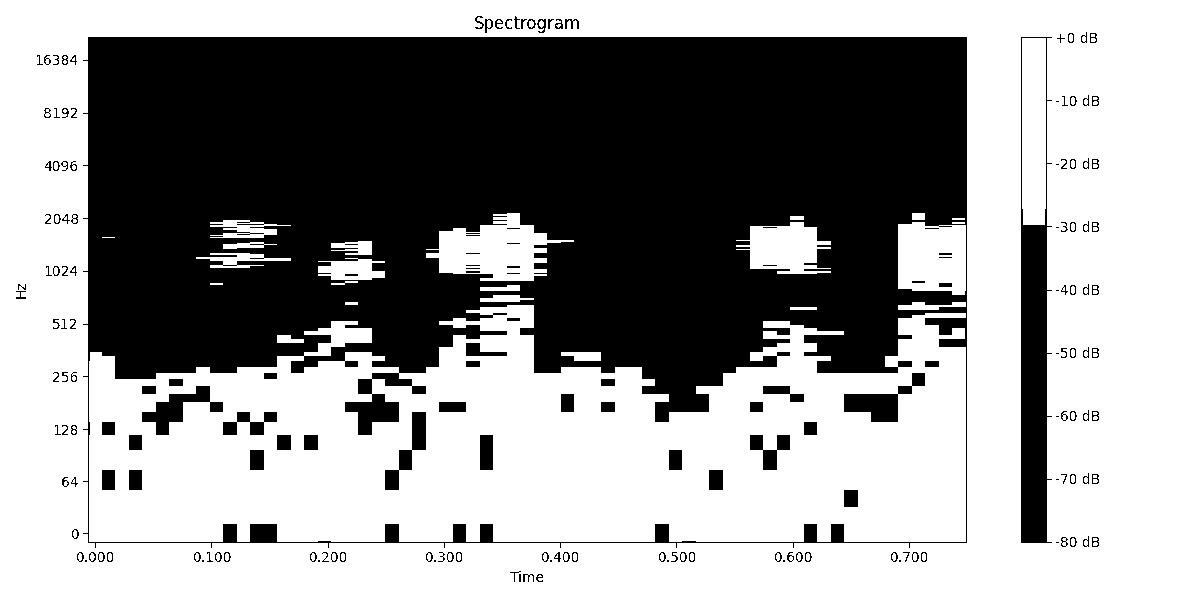 Spectrogram
16384
8192
4096
2048
1024
512
256
128
64
0
Hz
0.000 0.100 0.200 0.300 0.400 0.500 0.600 0.700
Time
+0 dB
-10 dB
-20 dB
-30 dB
-40 dB
-50 dB
-60 dB
-70 dB
-80 dB